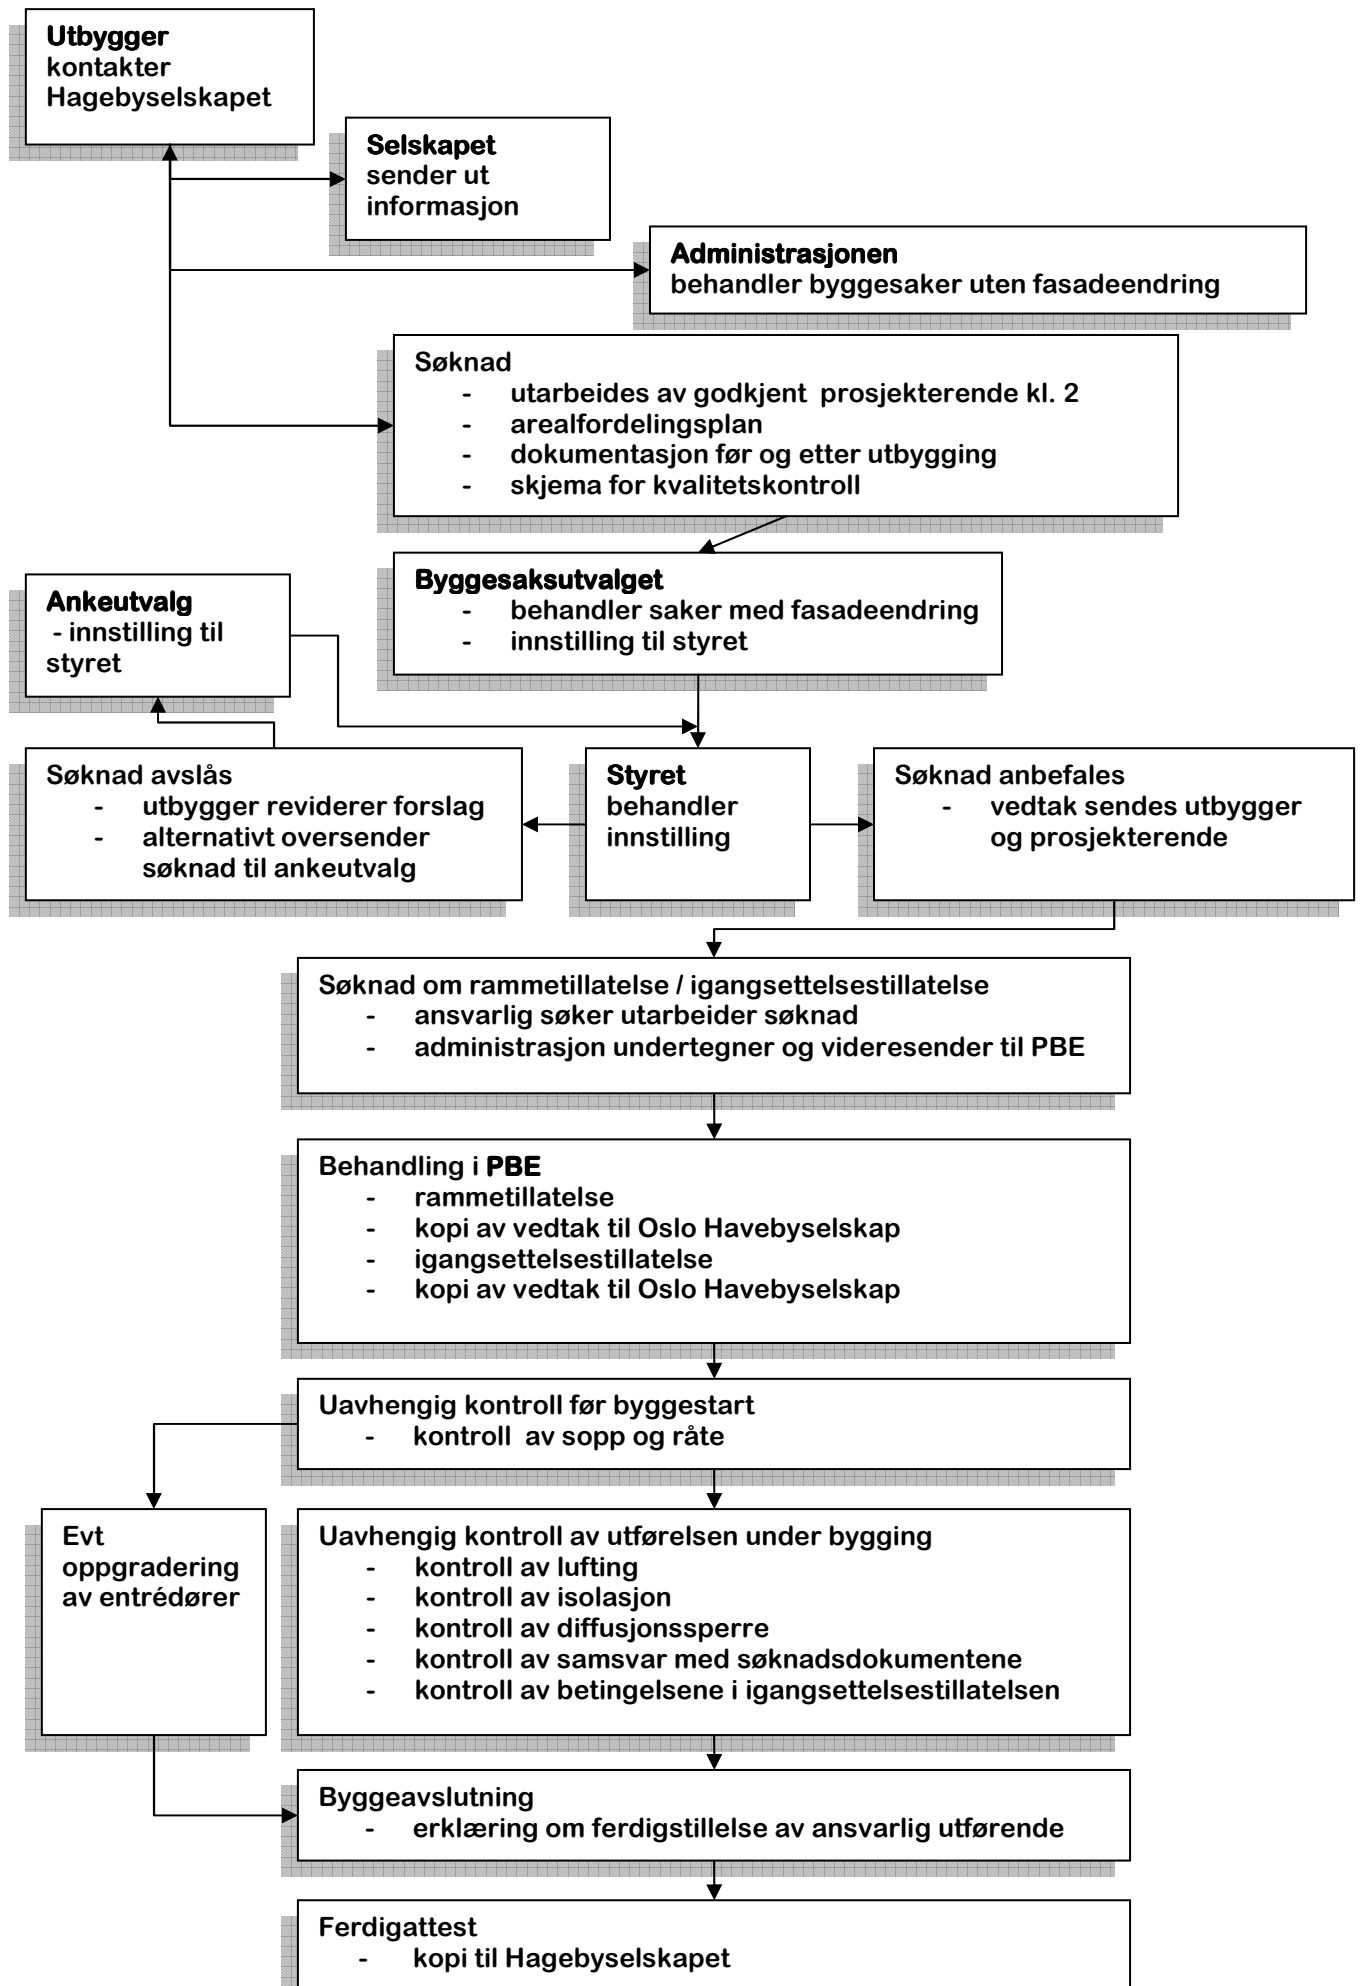 Utbygger
kontakter
Hagebyselskapet
Selskapet
sender ut
informasjon
Administrasjonen
behandler byggesaker uten fasadeendring
Søknad
- utarbeides av godkjent prosjekterende kl. 2
- arealfordelingsplan
- dokumentasjon før og etter utbygging
- skjema for kvalitetskontroll
Byggesaksutvalget
- behandler saker med fasadeendring
- innstilling til styret
Ankeutvalg
- innstilling til
styret
Søknad avslås
- utbygger reviderer forslag
- alternativt oversender
søknad til ankeutvalg
Styret
behandler
innstilling
Søknad anbefales
- vedtak sendes utbygger
og prosjekterende
Søknad om rammetillatelse / igangsettelsestillatelse
- ansvarlig søker utarbeider søknad
- administrasjon undertegner og videresender til PBE
Behandling i PBE
- rammetillatelse
- kopi av vedtak til Oslo Havebyselskap
- igangsettelsestillatelse
- kopi av vedtak til Oslo Havebyselskap
Uavhengig kontroll før byggestart
- kontroll av sopp og råte
Evt
oppgradering
av entrédører
Uavhengig kontroll av utførelsen under bygging
- kontroll av lufting
- kontroll av isolasjon
- kontroll av diffusjonssperre
- kontroll av samsvar med søknadsdokumentene
- kontroll av betingelsene i igangsettelsestillatelsen
Byggeavslutning
- erklæring om ferdigstillelse av ansvarlig utførende
Ferdigattest
- kopi til Hagebyselskapet